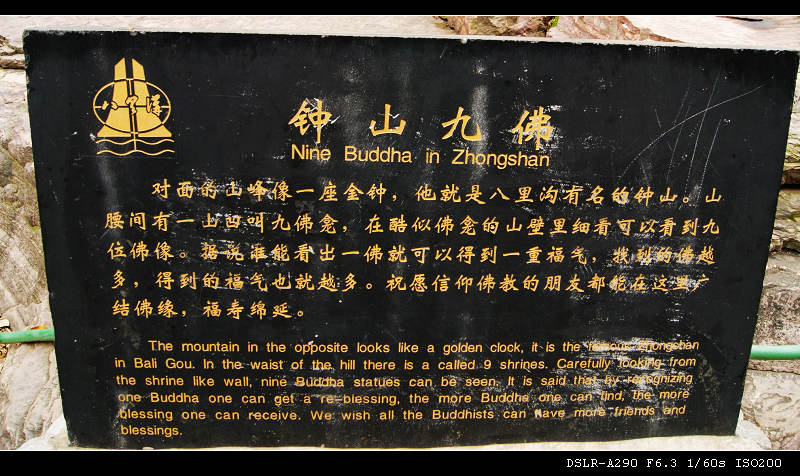 八里溝
钟山九佛
Nine Buddha in Zhongshan
对面的山峰像一座金钟，他就是八里沟有名的钟山。山
腰间有一山凹叫九佛龛，在酷似佛龛的山壁里细看可以看到九
位佛像。据说谁能看出一佛就可以得到一重福气，找到的佛越
多，得到的福气也就越多。祝愿信仰佛教的朋友都能在这里广
结佛缘，福寿绵延。
The mountain in the opposite looks like a golden clock, it is the famous Zhongshan
in Bali Gou. In the waist of the hill there is a called 9 shrines. Carefully looking from
the shrine like wall, nine Buddha statues can be seen. It is said that by recognizing
one Buddha one can get a re-blessing, the more Buddha one can find, the more
blessing one can receive. We wish all the Buddhists can have more friends and
blessings.
DSLR-A290 F6.3 1/60s ISO200